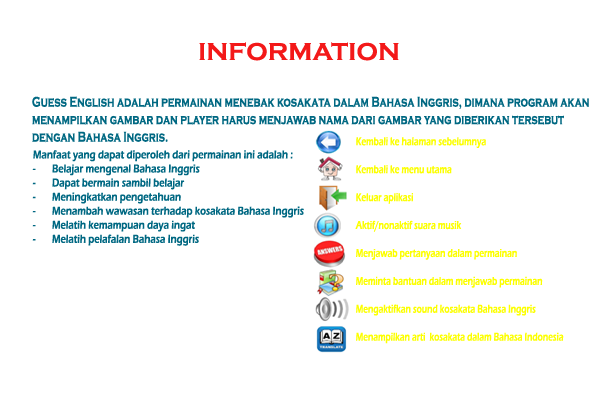 INFORMATION
GUESS ENGLISH ADALAH PERMAINAN MENEBAK KOSAKATA DALAM BAHASA INGGRIS, DIMANA PROGRAM AKAN
MENAMPILKAN GAMBAR DAN PLAYER HARUS MENJAWAB NAMA DARI GAMBAR YANG DIBERIKAN TERSEBUT
DENGAN BAHASA INGGRIS.
Manfaat yang dapat diperoleh dari permainan ini adalah :
- Belajar mengenal Bahasa Inggris
- Dapat bermain sambil belajar
- Meningkatkan pengetahuan
- Menambah wawasan terhadap kosakata Bahasa Inggris
- Melatih kemampuan daya ingat
- Melatih pelafalan Bahasa Inggris
Kembali ke halaman sebelumnya
Kembali ke menu utama
Keluar aplikasi
Aktif/nonaktif suara musik
ANSWERS
Menjawab pertanyaan dalam permainan
Meminta bantuan dalam menjawab permainan
Mengaktifkan sound kosakata Bahasa Inggris
A Z
TRANSLATE
Menampilkan arti kosakata dalam Bahasa Indonesia